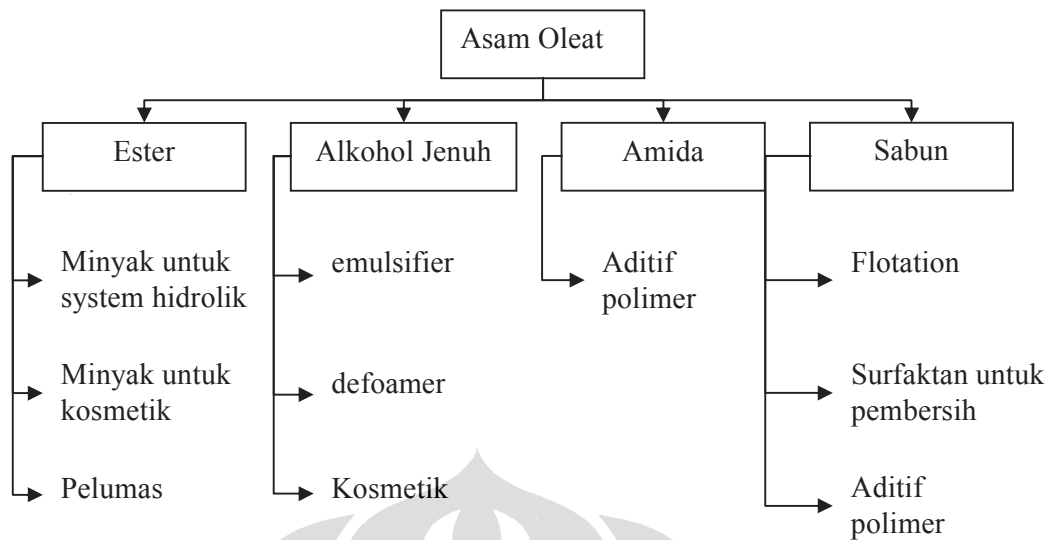 Asam Oleat
Ester
Alkohol Jenuh
Amida
Sabun
Minyak untuk
system hidrolik
Minyak untuk
kosmetik
Pelumas
emulsifier
defoamer
Kosmetik
Aditif
polimer
Flotation
Surfaktan untuk
pembersih
Aditif
polimer